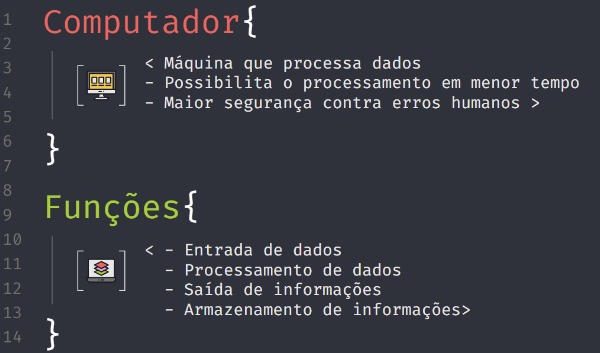 1
Computador{
2
3
< Máquina que processa dados
- Possibilita o processamento em menor tempo
4
- Maior segurança contra erros humanos >
5
6
}
7
8
Funções{
9
10
< - Entrada de dados
11
- Processamento de dados
12
- Saída de informações
13
- Armazenamento de informações>
14
}